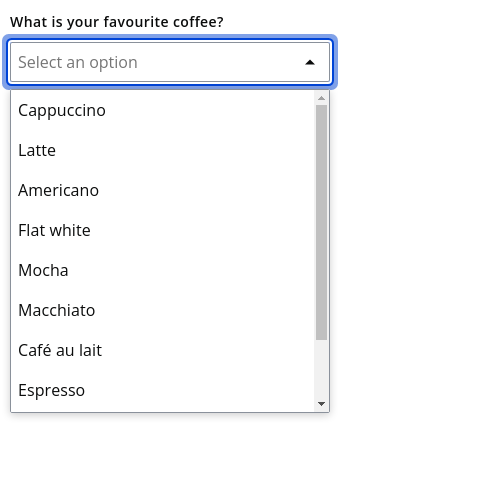 What is your favourite coffee?
Select an option
Cappuccino
Latte
Americano
Flat white
Mocha
Macchiato
Café au lait
Espresso